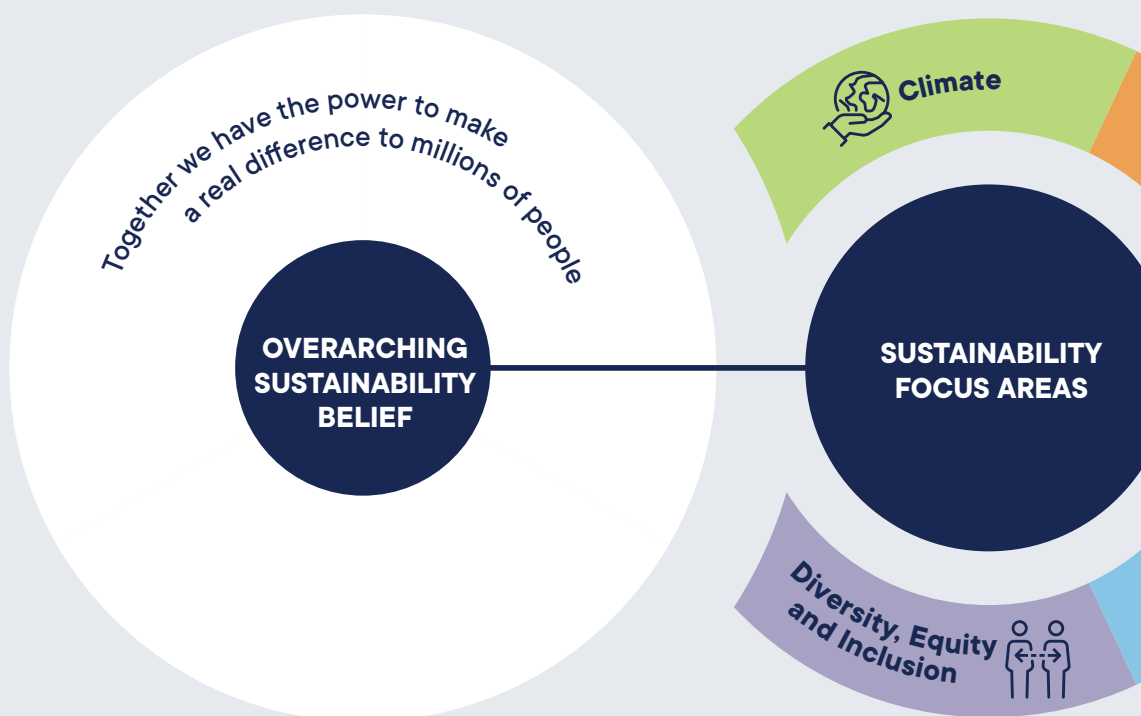 Together we have the power to make
a real difference to millions of people
OVERARCHING
SUSTAINABILITY
BELIEF
Climate
SUSTAINABILITY
FOCUS AREAS
Diversity, Equity
and Inclusion